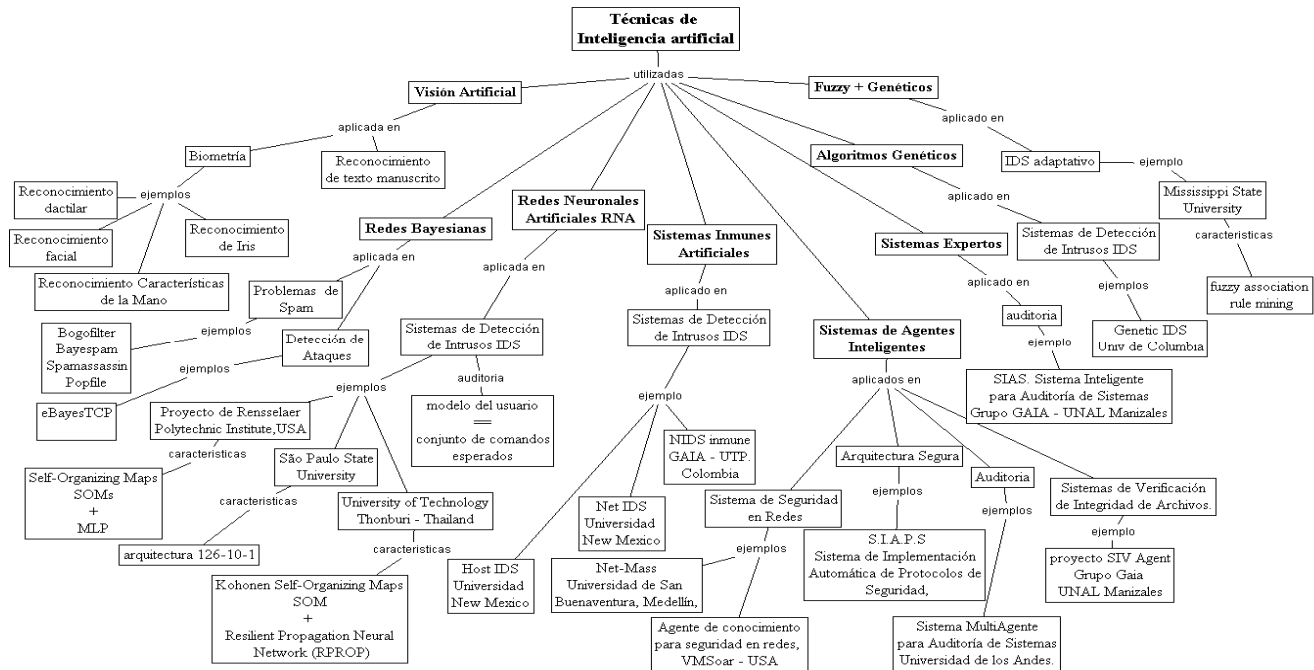 Técnicas de
Inteligencia artificial
utilizadas
Visión Artificial
aplicada en
Biometría
ejemplos
Reconocimiento
dactilar
Reconocimiento
facial
Reconocimiento Características
de la Mano
Reconocimiento
de Iris
Reconocimiento
de texto manuscrito
Redes Bayesianas
aplicada en
Problemas de
Spam
ejemplos
Bogofilter
Bayespam
Spamassassin
Popfile
Detección de
Ataques
ejemplos
eBayesTCP
Redes Neuronales
Artificiales RNA
aplicada en
Sistemas de Detección
de Intrusos IDS
auditoria
modelo del usuario
==
conjunto de comandos
esperados
ejemplos
Proyecto de Rensselaer
Polytechnic Institute,USA
caracteristicas
Self-Organizing Maps
SOMs
+
MLP
São Paulo State
University
caracteristicas
arquitectura 126-10-1
University of Technology
Thonburi - Thailand
caracteristicas
Kohonen Self-Organizing Maps
SOM
+
Resilient Propagation Neural
Network (RPROP)
Sistemas Inmunes
Artificiales
aplicado en
Sistemas de Detección
de Intrusos IDS
ejemplo
Host IDS
Universidad
New Mexico
Net IDS
Universidad
New Mexico
NIDS inmune
GAIA - UTP.
Colombia
Sistemas de Agentes
Inteligentes
aplicados en
Sistema de Seguridad
en Redes
ejemplos
Net-Mass
Universidad de San
Buenaventura, Medellín,
Agente de conocimiento
para seguridad en redes,
VMSoar - USA
Arquitectura Segura
ejemplos
S.I.A.P.S
Sistema de Implementación
Automática de Protocolos de
Seguridad,
Auditoria
ejemplos
Sistema MultiAgente
para Auditoría de Sistemas
Universidad de los Andes.
Sistemas de Verificación
de Integridad de Archivos.
ejemplo
proyecto SIV Agent
Grupo Gaia
UNAL Manizales
Sistemas Expertos
aplicado en
auditoria
ejemplo
SIAS. Sistema Inteligente
para Auditoría de Sistemas
Grupo GAIA - UNAL Manizales
Algoritmos Genéticos
aplicado en
Sistemas de Detección
de Intrusos IDS
ejemplos
Genetic IDS
Univ de Columbia
Fuzzy + Genéticos
aplicado en
IDS adaptativo
ejemplo
Mississippi State
University
caracteristicas
fuzzy association
rule mining